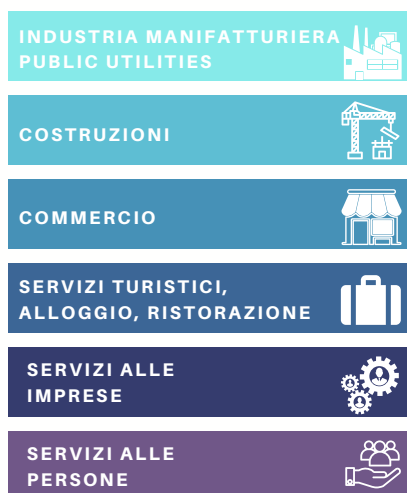 INDUSTRIA MANIFATTURIERA
PUBLIC UTILITIES
COSTRUZIONI
COMMERCIO
SERVIZI TURISTICI,
ALLOGGIO, RISTORAZIONE
SERVIZI ALLE
IMPRESE
SERVIZI ALLE
PERSONE